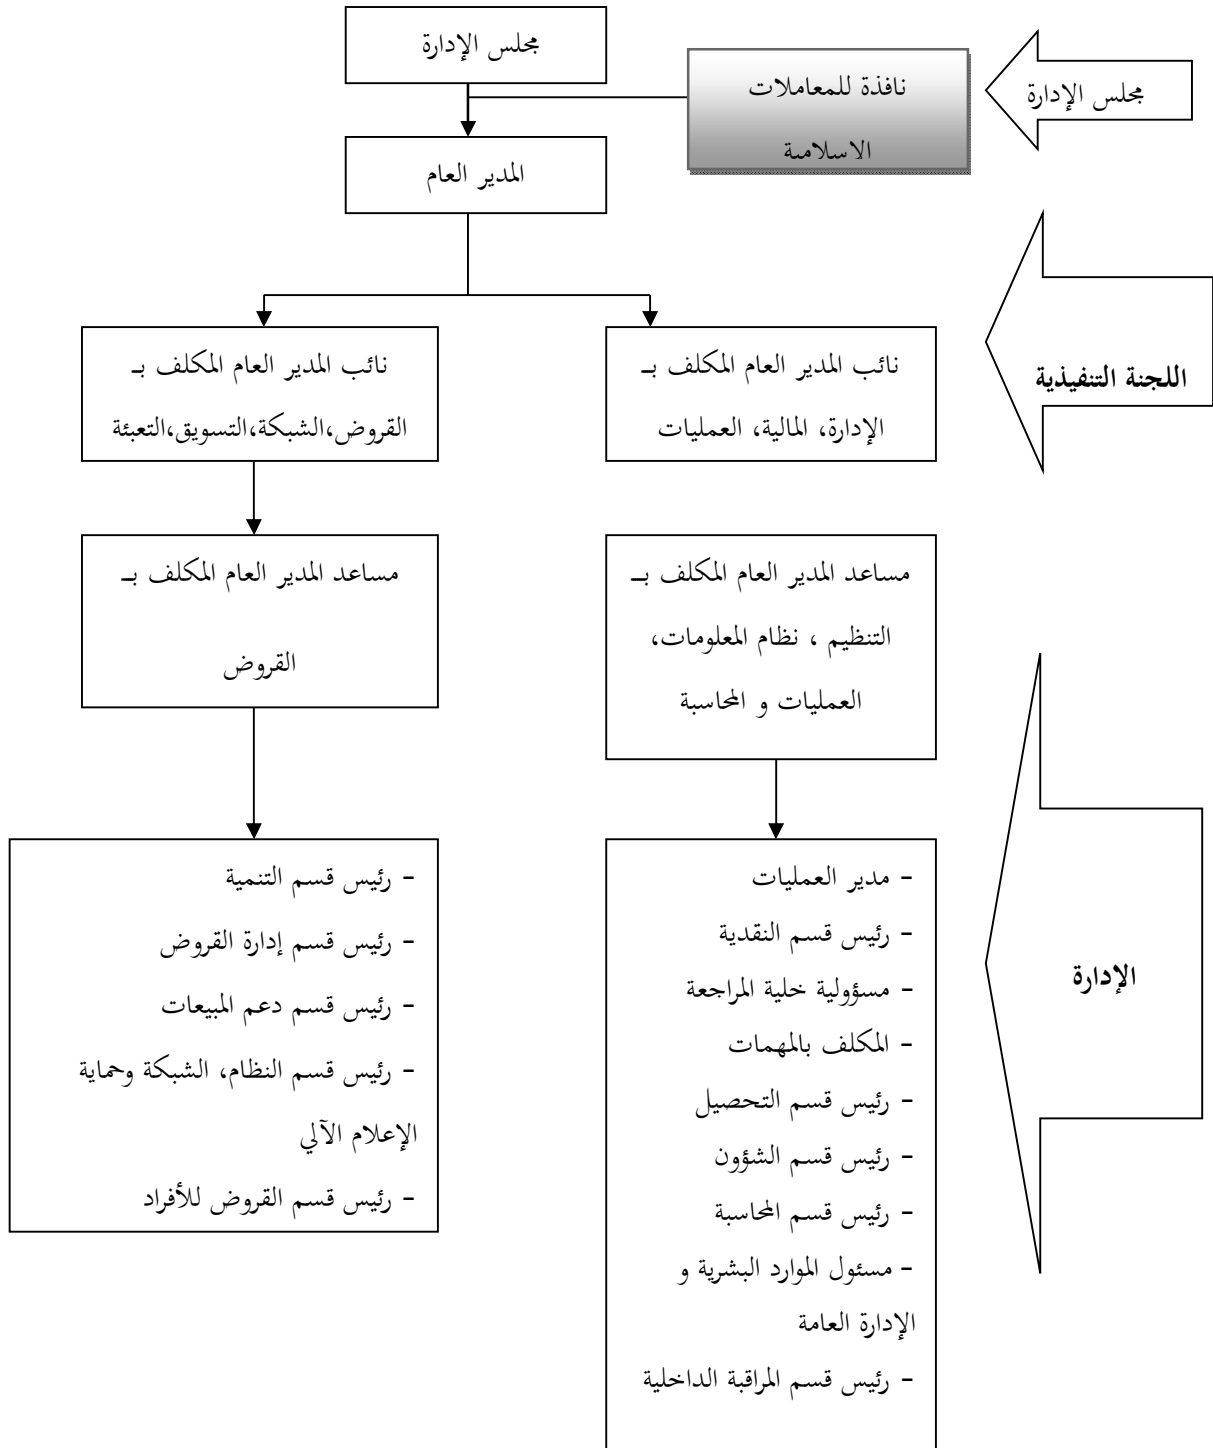 مجلس الإدارة
نافذة للمعاملات
الاسلامية
مجلس الإدارة
المدير العام
نائب المدير العام المكلف بـ
الإدارة، المالية، العمليات
نائب المدير العام المكلف بـ
القروض،الشبكة،التسويق،التعبئة
اللجنة التنفيذية
مساعد المدير العام المكلف بـ
التنظيم ، نظام المعلومات،
العمليات و المحاسبة
مساعد المدير العام المكلف بـ
القروض
- مدير العمليات
- رئيس قسم النقدية
- مسؤولية خلية المراجعة
- المكلف بالمهمات
- رئيس قسم التحصيل
- رئيس قسم الشؤون
- رئيس قسم المحاسبة
- مسئول الموارد البشرية و
الإدارة العامة
- رئيس قسم المراقبة الداخلية
- رئيس قسم التنمية
- رئيس قسم إدارة القروض
- رئيس قسم دعم المبيعات
- رئيس قسم النظام، الشبكة وحماية
الإعلام الآلي
- رئيس قسم القروض للأفراد
الإدارة